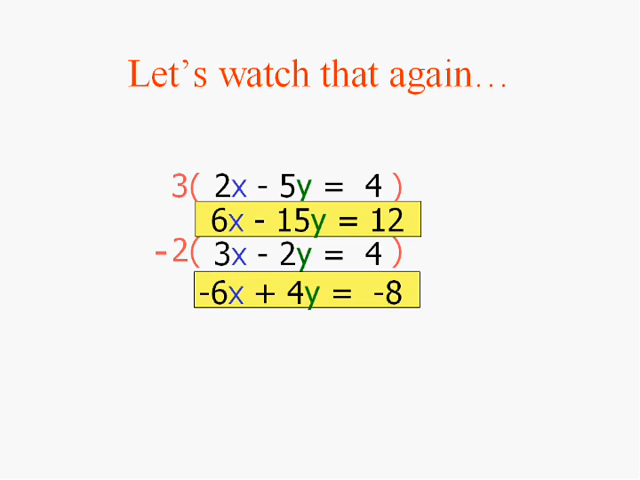 Let's watch that again...
3( 2x - 5y = 4 )
6x - 15y = 12
-2( 3x - 2y = 4 )
-6x + 4y = -8